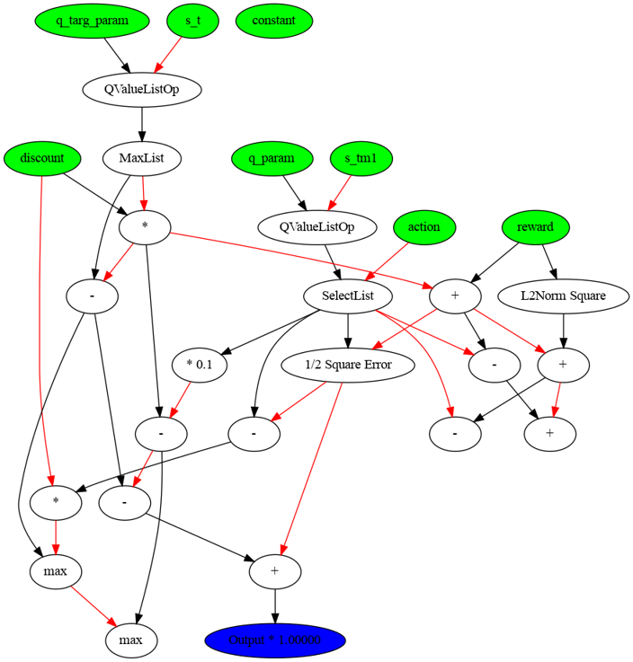 q_targ_param s_t constant
QValueListOp
discount MaxList q_param s_tm1
* QValueListOp action reward
- SelectList + L2Norm Square
* 0.1 1/2 Square Error - +
- - - +
* -
max +
max Output * 1.00000